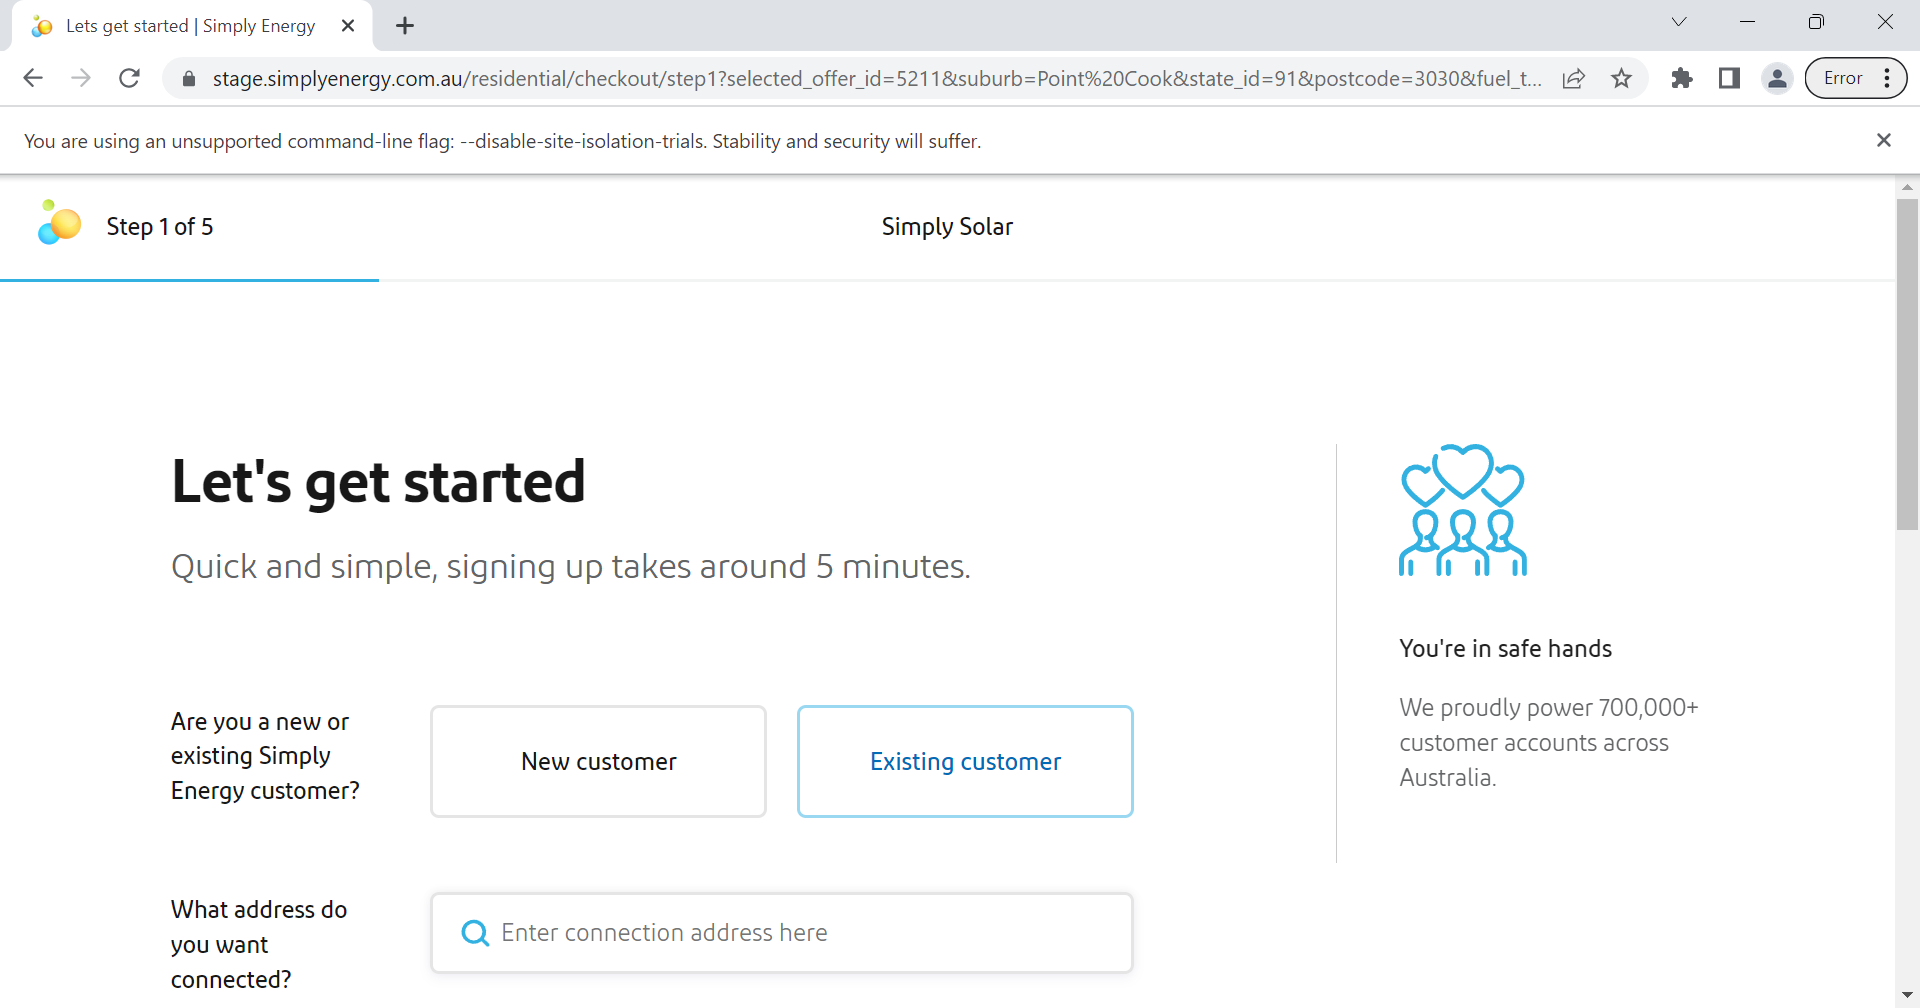 Lets get started | Simply Energy
stage.simplyenergy.com.au/residential/checkout/step1?selected_offer_id=5211&suburb=Point%20Cook&state_id=91&postcode=3030&fuel_t...
Error
You are using an unsupported command-line flag: --disable-site-isolation-trials. Stability and security will suffer.
Step 1 of 5
Simply Solar
Let's get started
Quick and simple, signing up takes around 5 minutes.
Are you a new or
existing Simply
Energy customer?
New customer
Existing customer
What address do
you want
connected?
Enter connection address here
You're in safe hands
We proudly power 700,000+
customer accounts across
Australia.